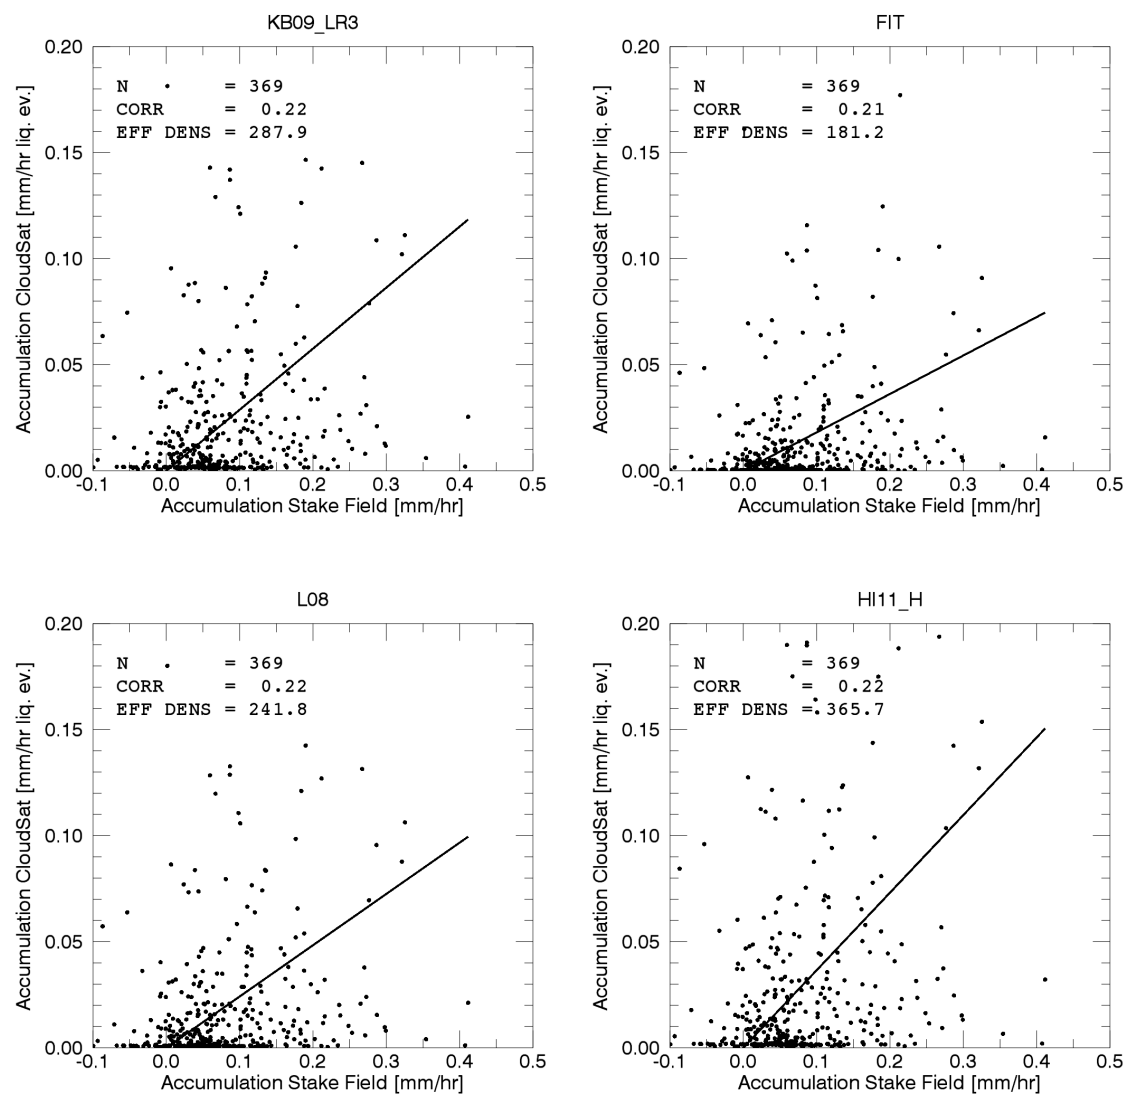 KB09_LR3
0.20
0.15
0.10
0.05
0.00
Accumulation CloudSat [mm/hr liq. ev.]
N = 369
CORR = 0.22
EFF DENS = 287.9
-0.1 0.0 0.1 0.2 0.3 0.4 0.5
Accumulation Stake Field [mm/hr]
FIT
0.20
0.15
0.10
0.05
0.00
Accumulation CloudSat [mm/hr liq. ev.]
N = 369
CORR = 0.21
EFF DENS = 181.2
-0.1 0.0 0.1 0.2 0.3 0.4 0.5
Accumulation Stake Field [mm/hr]
L08
0.20
0.15
0.10
0.05
0.00
Accumulation CloudSat [mm/hr liq. ev.]
N = 369
CORR = 0.22
EFF DENS = 241.8
-0.1 0.0 0.1 0.2 0.3 0.4 0.5
Accumulation Stake Field [mm/hr]
HI11_H
0.20
0.15
0.10
0.05
0.00
Accumulation CloudSat [mm/hr liq. ev.]
N = 369
CORR = 0.22
EFF DENS = 365.7
-0.1 0.0 0.1 0.2 0.3 0.4 0.5
Accumulation Stake Field [mm/hr]